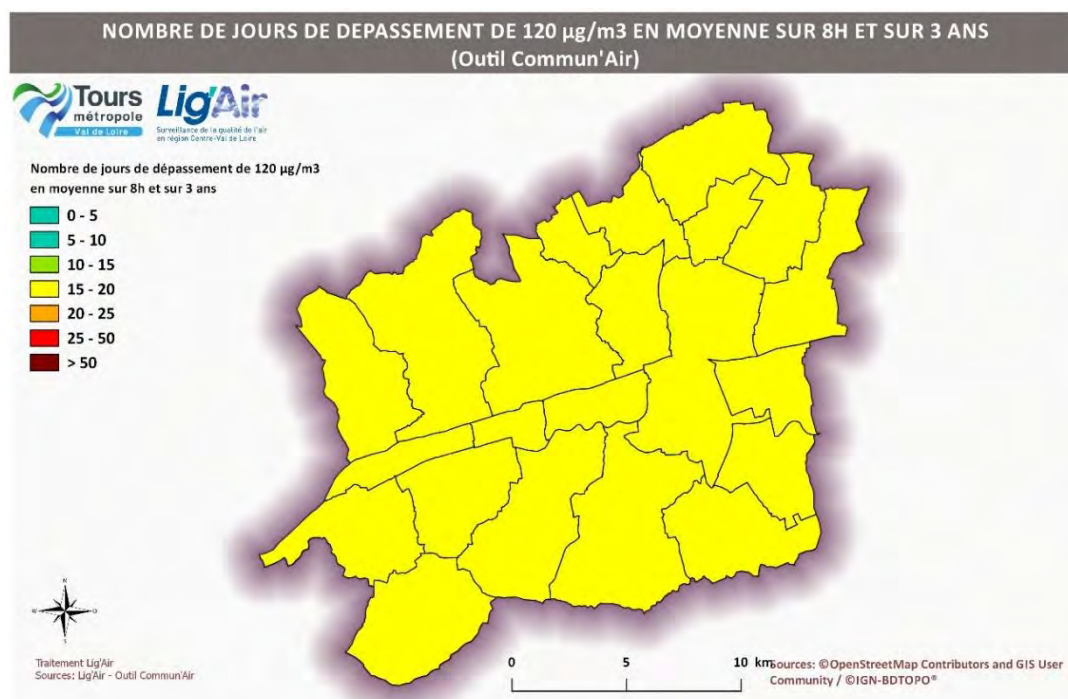 NOMBRE DE JOURS DE DEPASSEMENT DE 120 µg/m3 EN MOYENNE SUR 8H ET SUR 3 ANS
(Outil Commun'Air)
Tours
métropole
Val de Loire
Lig'Air
Surveillance de la qualité de l'air
en région Centre-Val de Loire
Nombre de jours de dépassement de 120 µg/m3
en moyenne sur 8h et sur 3 ans
0 - 5
5 - 10
10 - 15
15 - 20
20 - 25
25 - 50
> 50
N
S
Traitement Lig'Air
Sources: Lig'Air - Outil Commun'Air
0 5 10 km
Sources: ©OpenStreetMap Contributors and GIS User
Community / ©IGN-BDTOPO®